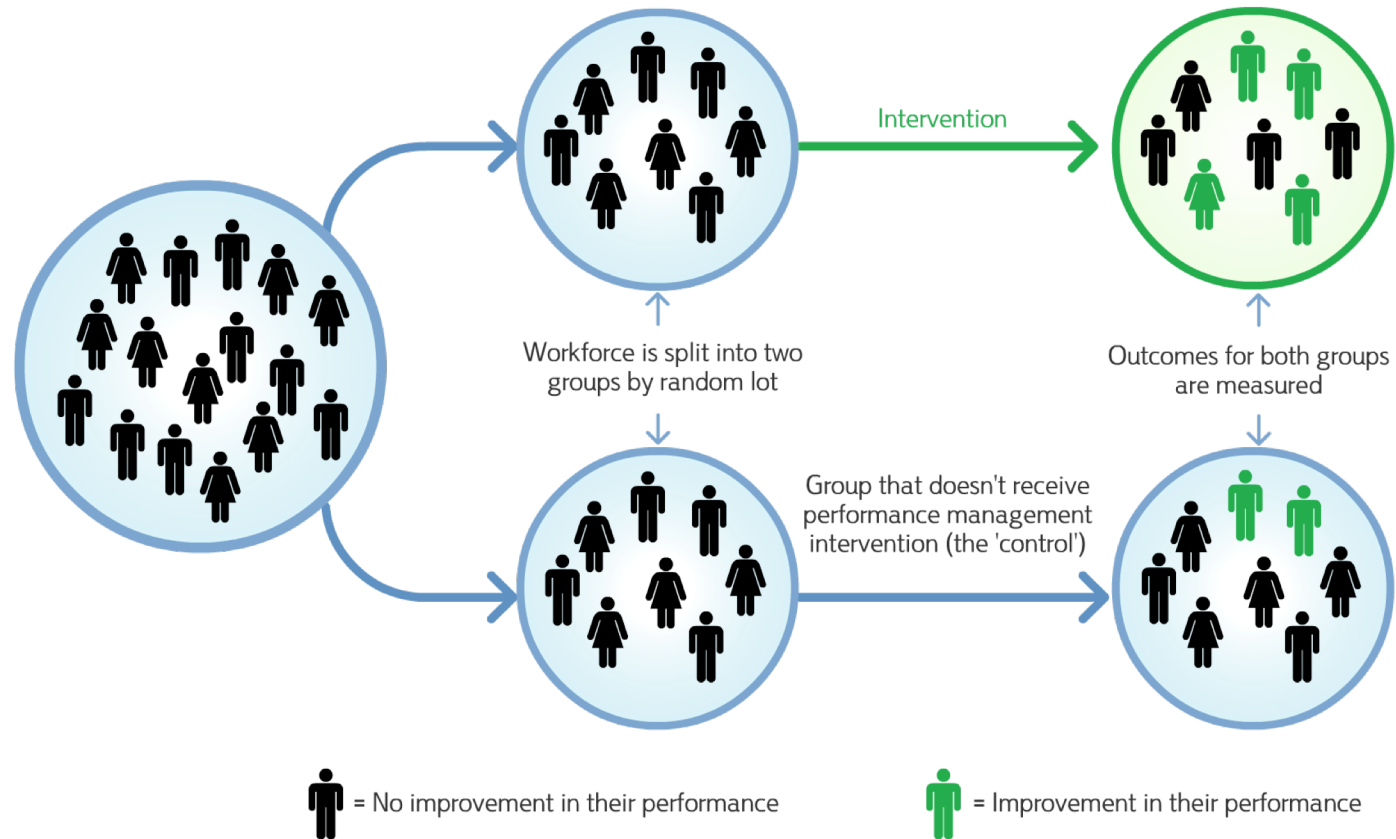 Intervention
Workforce is split into two
groups by random lot
Outcomes for both groups
are measured
Group that doesn't receive
performance management
intervention (the 'control')
= No improvement in their performance
= Improvement in their performance